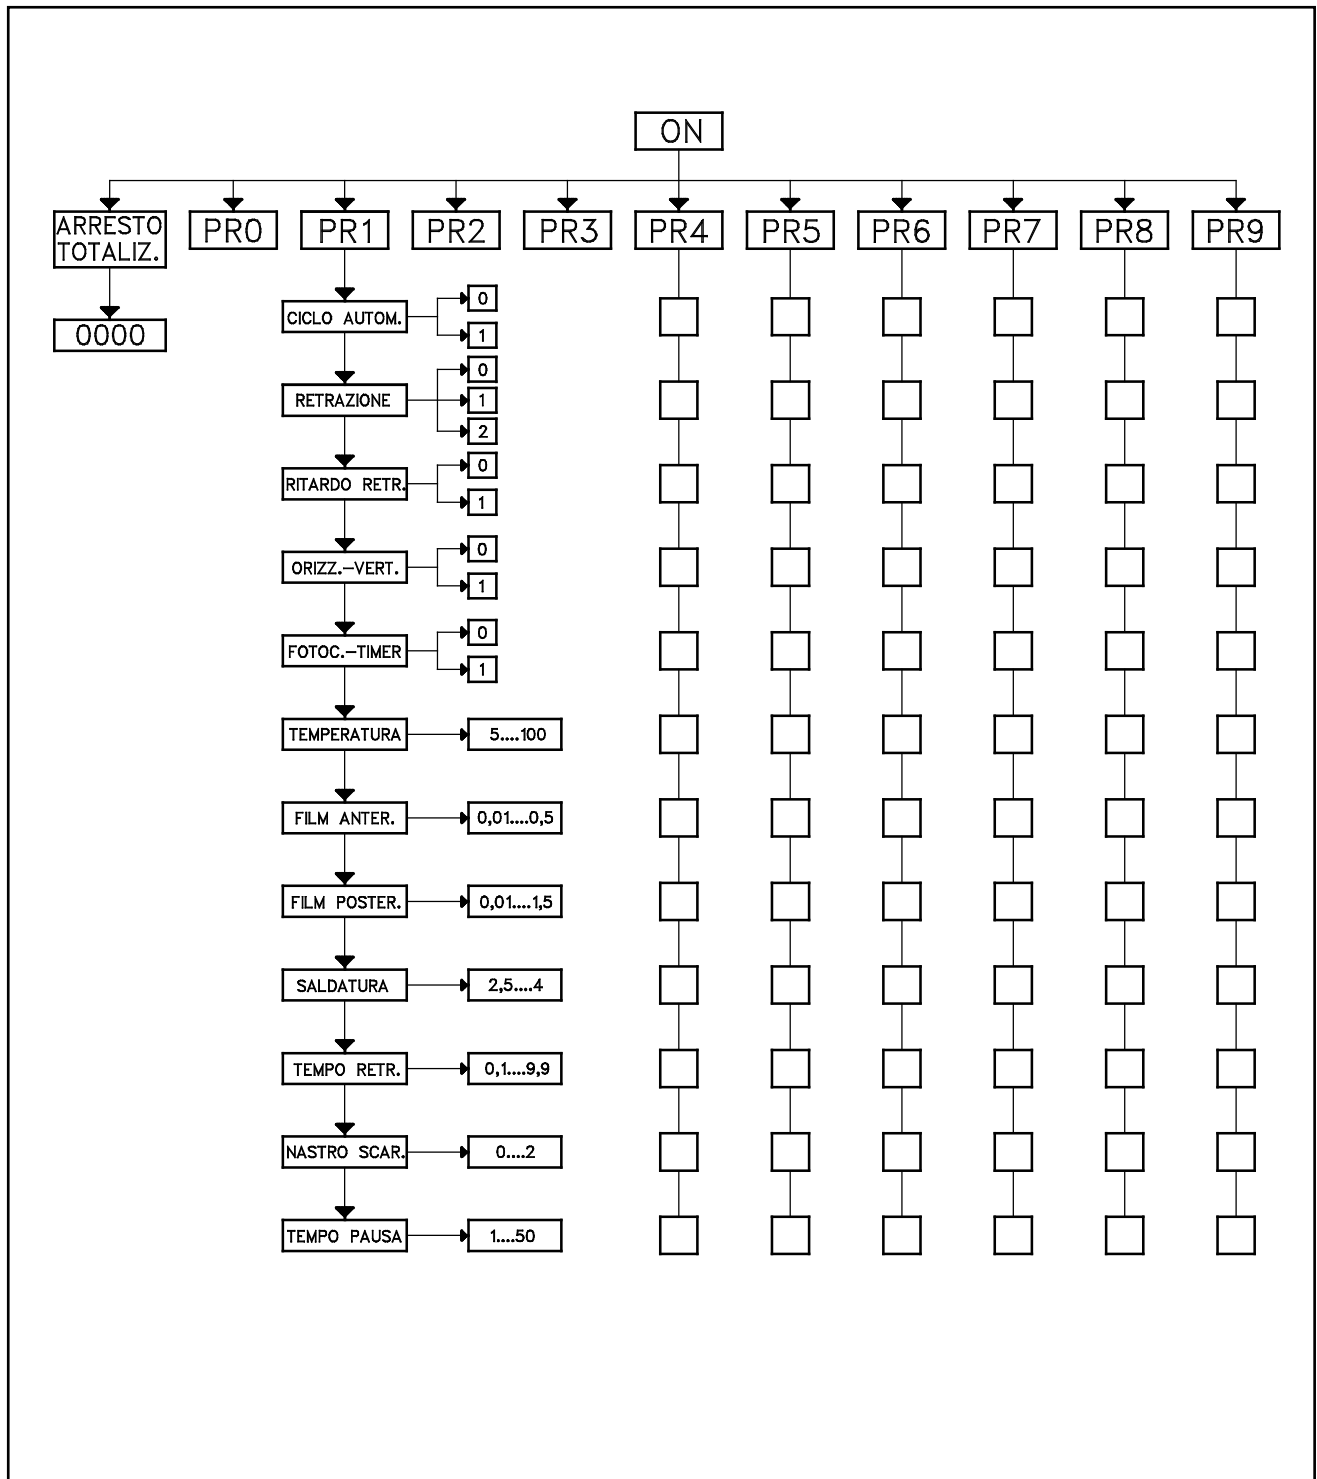 ON
ARRESTO
TOTALIZ.
PR0
PR1
PR2
PR3
PR4
PR5
PR6
PR7
PR8
PR9
0000
CICLO AUTOM.
0
1
RETRAZIONE
0
1
2
RITARDO RETR.
0
1
ORIZZ.-VERT.
0
1
FOTOC.-TIMER
0
1
TEMPERATURA
5....100
FILM ANTER.
0,01....0,5
FILM POSTER.
0,01....1,5
SALDATURA
2,5....4
TEMPO RETR.
0,1....9,9
NASTRO SCAR.
0....2
TEMPO PAUSA
1....50